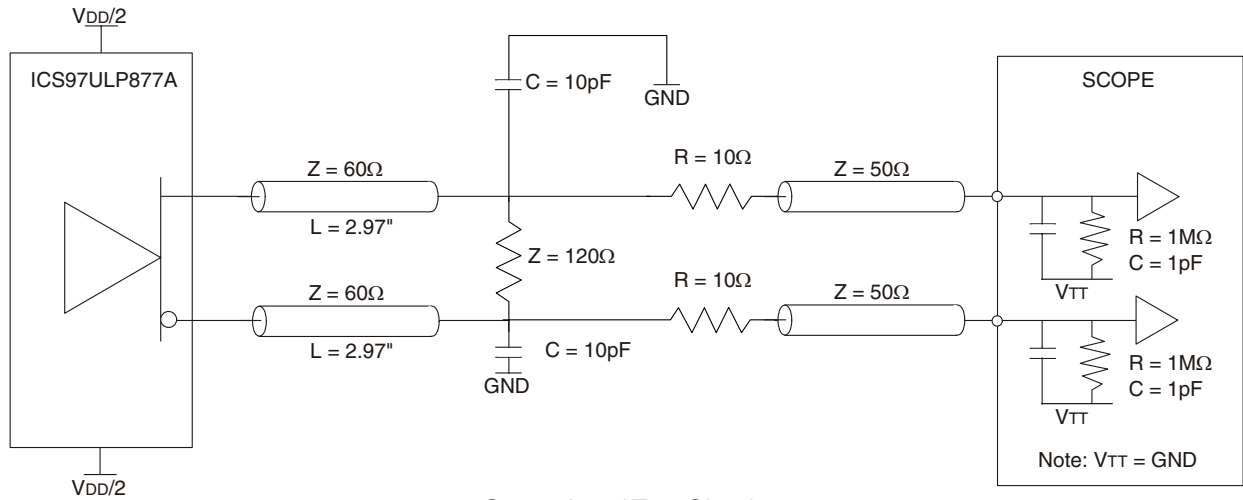 VDD/2
ICS97ULP877A
C = 10pF
GND
SCOPE
Z = 60Ω
R = 10Ω
Z = 50Ω
L = 2.97"
Z = 120Ω
R = 1MΩ
C = 1pF
VTT
Z = 60Ω
R = 10Ω
Z = 50Ω
L = 2.97"
C = 10pF
GND
R = 1MΩ
C = 1pF
VTT
Note: VTT = GND
VDD/2